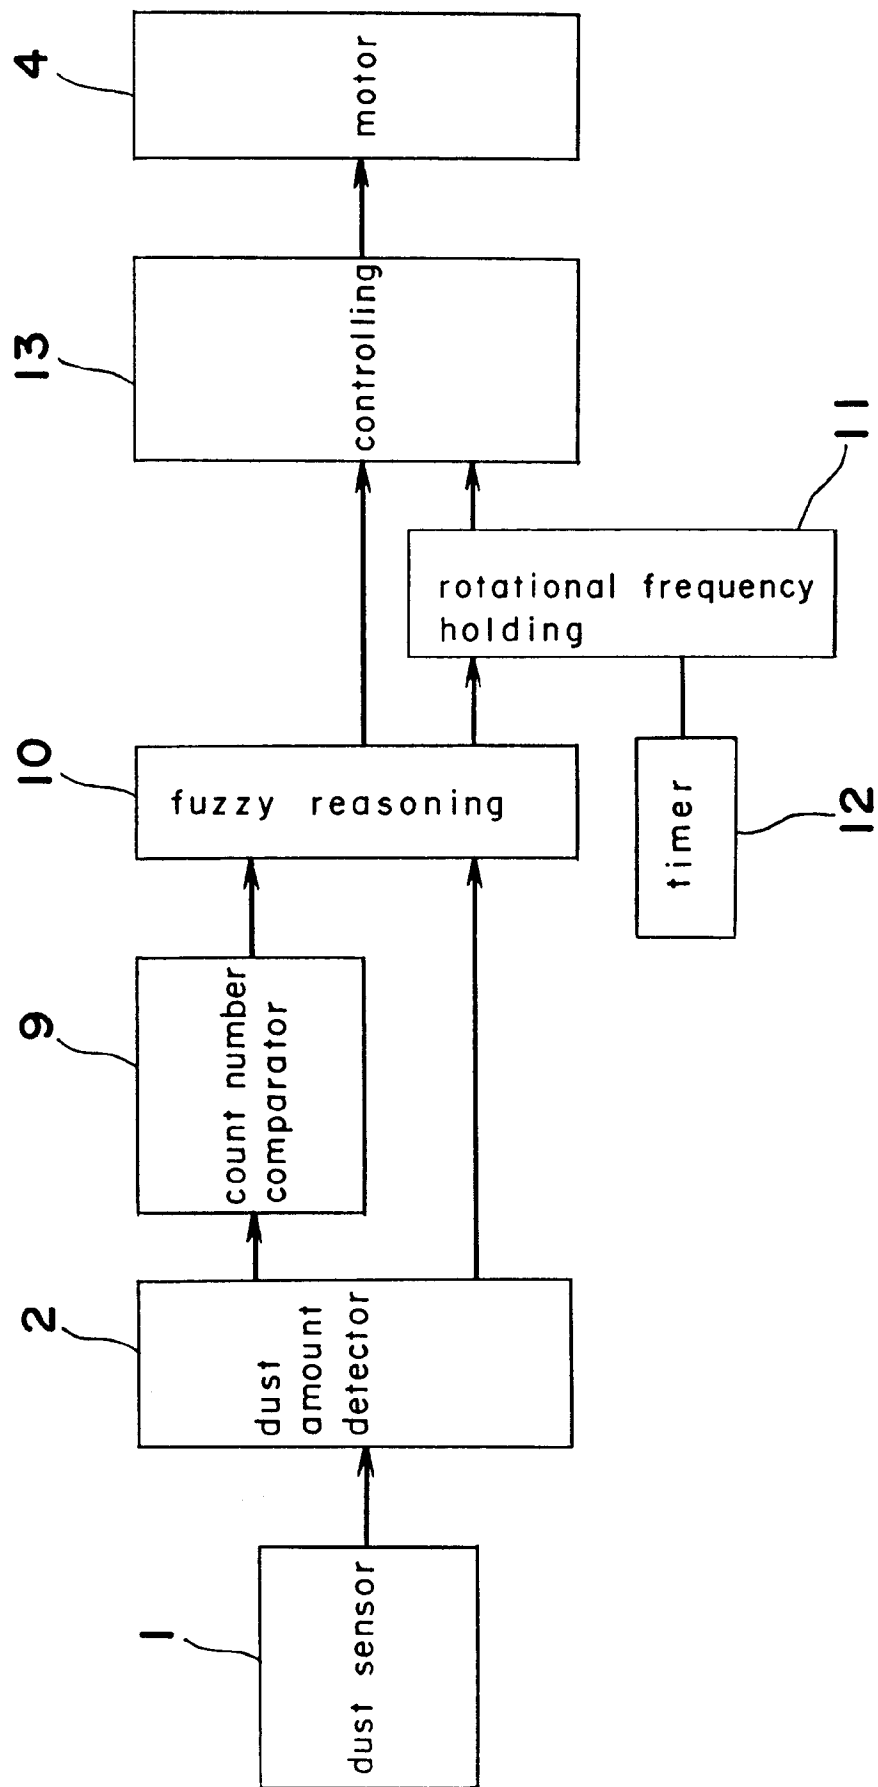 1
dust sensor
2
dust
amount
detector
9
count number
comparator
10
fuzzy reasoning
12
timer
11
rotational frequency
holding
13
controlling
4
motor